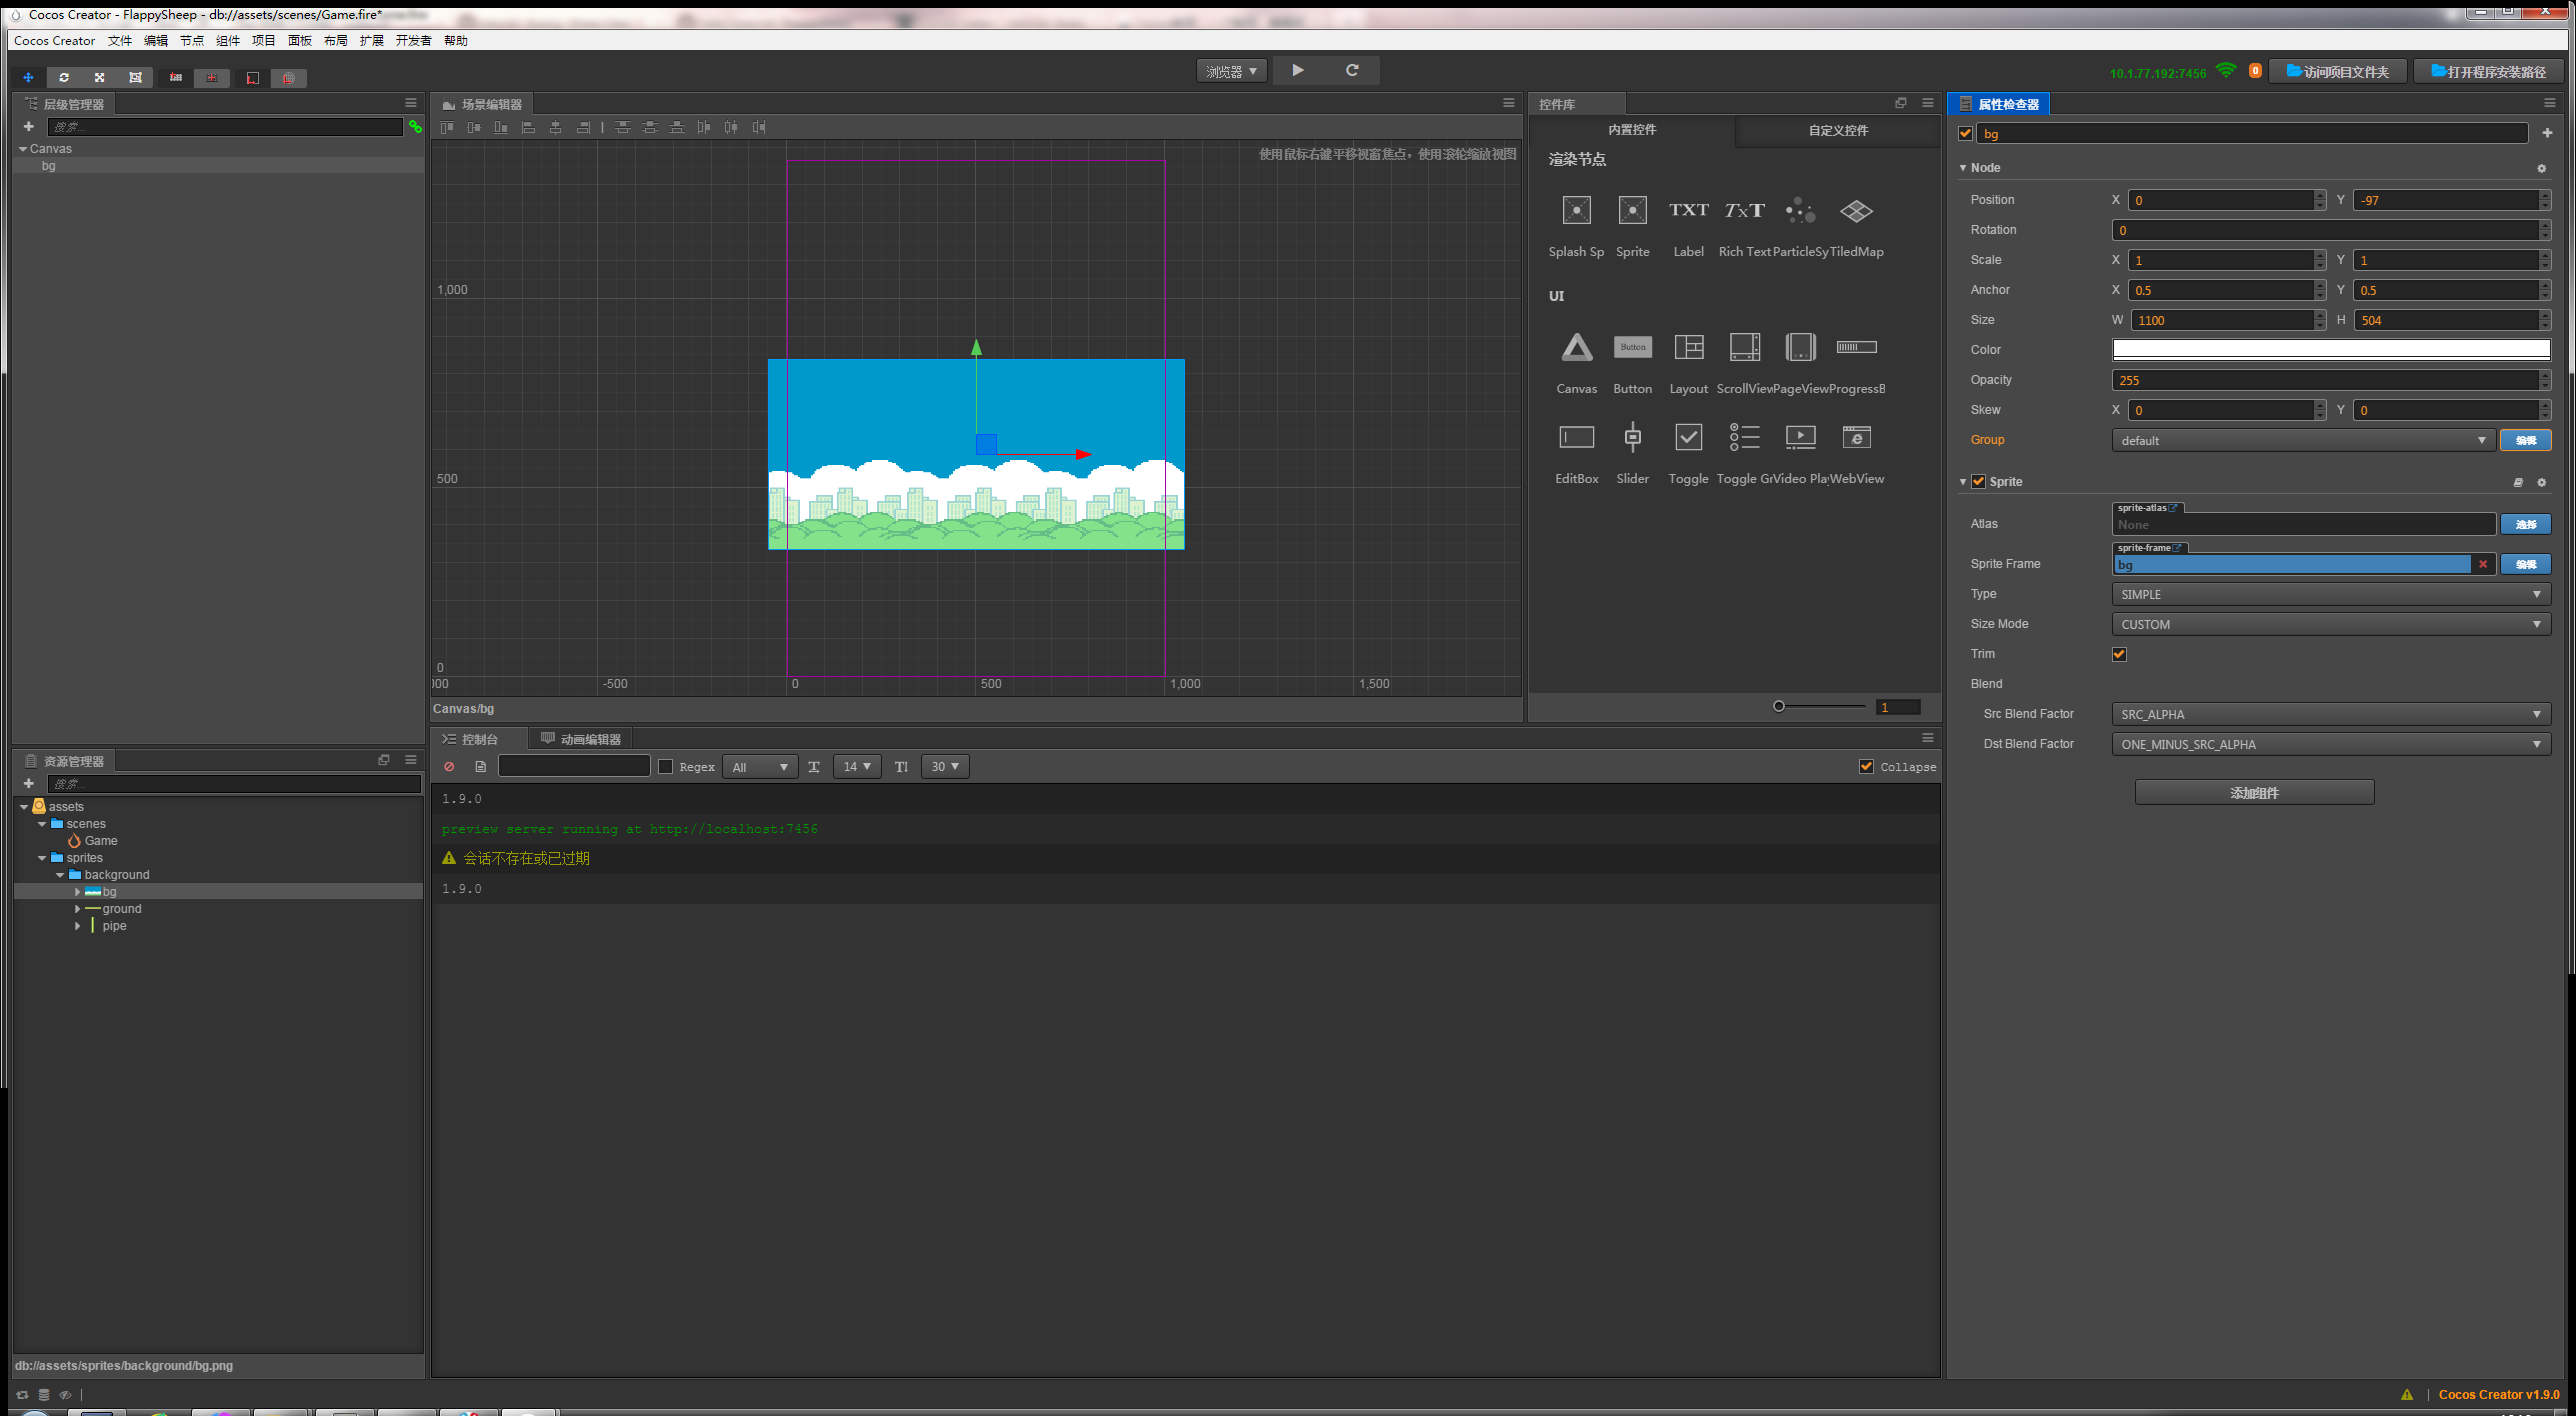 Cocos Creator - FlappySheep - db://assets/scenes/Game.fire*
Cocos Creator 文件 编辑 节点 组件 项目 面板 布局 扩展 开发者 帮助
浏览器
10.1.77.192:7456
0
访问项目文件夹
打开程序安装路径
层级管理器
搜索...
Canvas
bg
场景编辑器
使用鼠标右键平移视窗焦点，使用滚轮缩放视图
1,000
500
0
00
-500
0
500
1,000
1,500
Canvas/bg
控件库
内置控件
自定义控件
渲染节点
TXT TXT
Splash Sp Sprite Label Rich Text ParticleSy TiledMap
UI
Button
Canvas Button Layout ScrollView PageView ProgressB
EditBox Slider Toggle Toggle Gr Video Pla WebView
1
属性检查器
bg
Node
Position X 0 Y -97
Rotation 0
Scale X 1 Y 1
Anchor X 0.5 Y 0.5
Size W 1100 H 504
Color
Opacity 255
Skew X 0 Y 0
Group default 编辑
Sprite
sprite-atlas
Atlas None 选择
sprite-frame
Sprite Frame bg 编辑
Type SIMPLE
Size Mode CUSTOM
Trim
Blend
Src Blend Factor SRC_ALPHA
Dst Blend Factor ONE_MINUS_SRC_ALPHA
添加组件
资源管理器
搜索...
assets
scenes
Game
sprites
background
bg
ground
pipe
db://assets/sprites/background/bg.png
控制台
动画编辑器
Regex All 14 30 Collapse
1.9.0
preview server running at http://localhost:7456
会话不存在或已过期
1.9.0
Cocos Creator v1.9.0